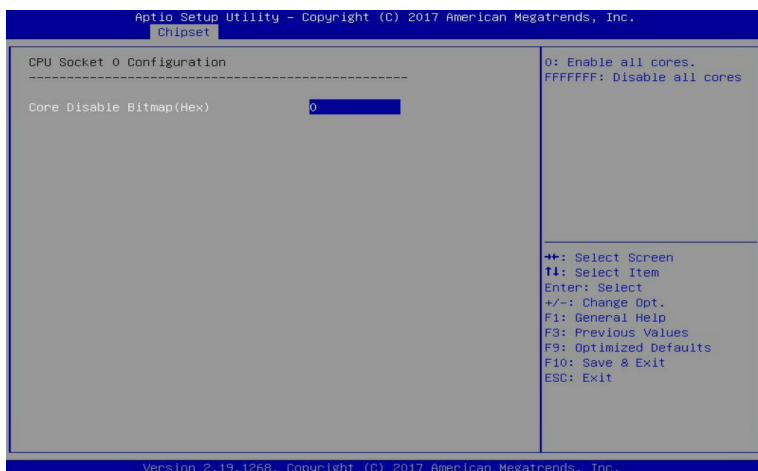 Aptio Setup Utility – Copyright (C) 2017 American Megatrends, Inc.
Chipset
CPU Socket 0 Configuration
--------------------------------------------------
Core Disable Bitmap(Hex) 0
0: Enable all cores.
FFFFFFF: Disable all cores
→←: Select Screen
↑↓: Select Item
Enter: Select
+/-: Change Opt.
F1: General Help
F3: Previous Values
F9: Optimized Defaults
F10: Save & Exit
ESC: Exit
Version 2.19.1268. Copyright (C) 2017 American Megatrends, Inc.